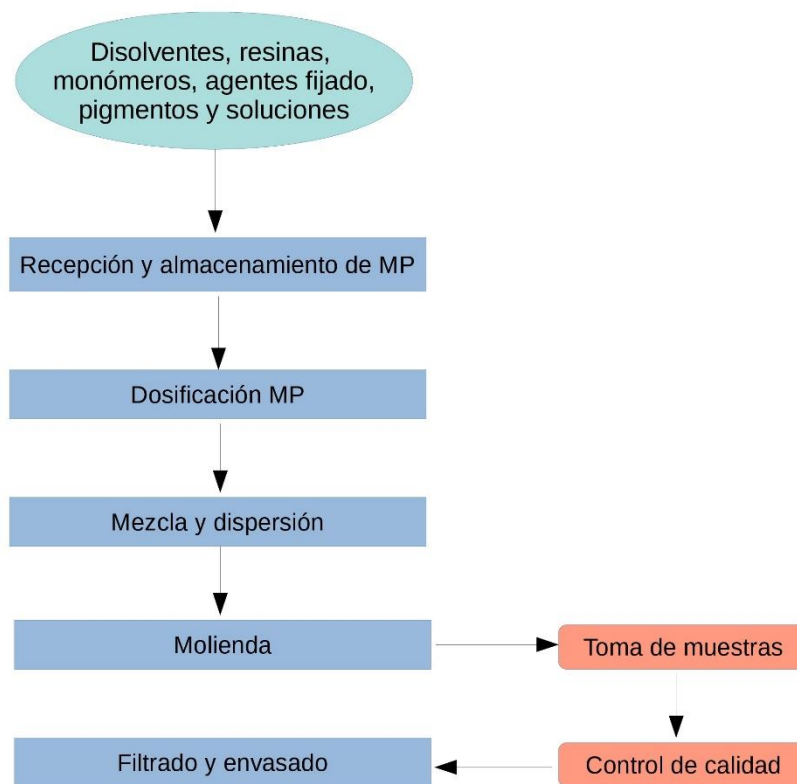 Disolventes, resinas,
monómeros, agentes fijado,
pigmentos y soluciones
Recepción y almacenamiento de MP
Dosificación MP
Mezcla y dispersión
Molienda
Toma de muestras
Filtrado y envasado
Control de calidad